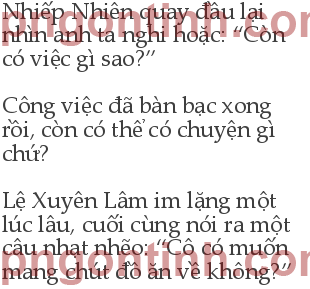 Nhiếp Nhiên quay đầu lại
nhìn anh ta nghi hoặc: “Còn
có việc gì sao?”
Công việc đã bàn bạc xong
rồi, còn có thể có chuyện gì
chứ?
Lệ Xuyên Lâm im lặng một
lúc lâu, cuối cùng nói ra một
câu nhạt nhẽo: “Cô có muốn
mang chút đồ ăn về không?”